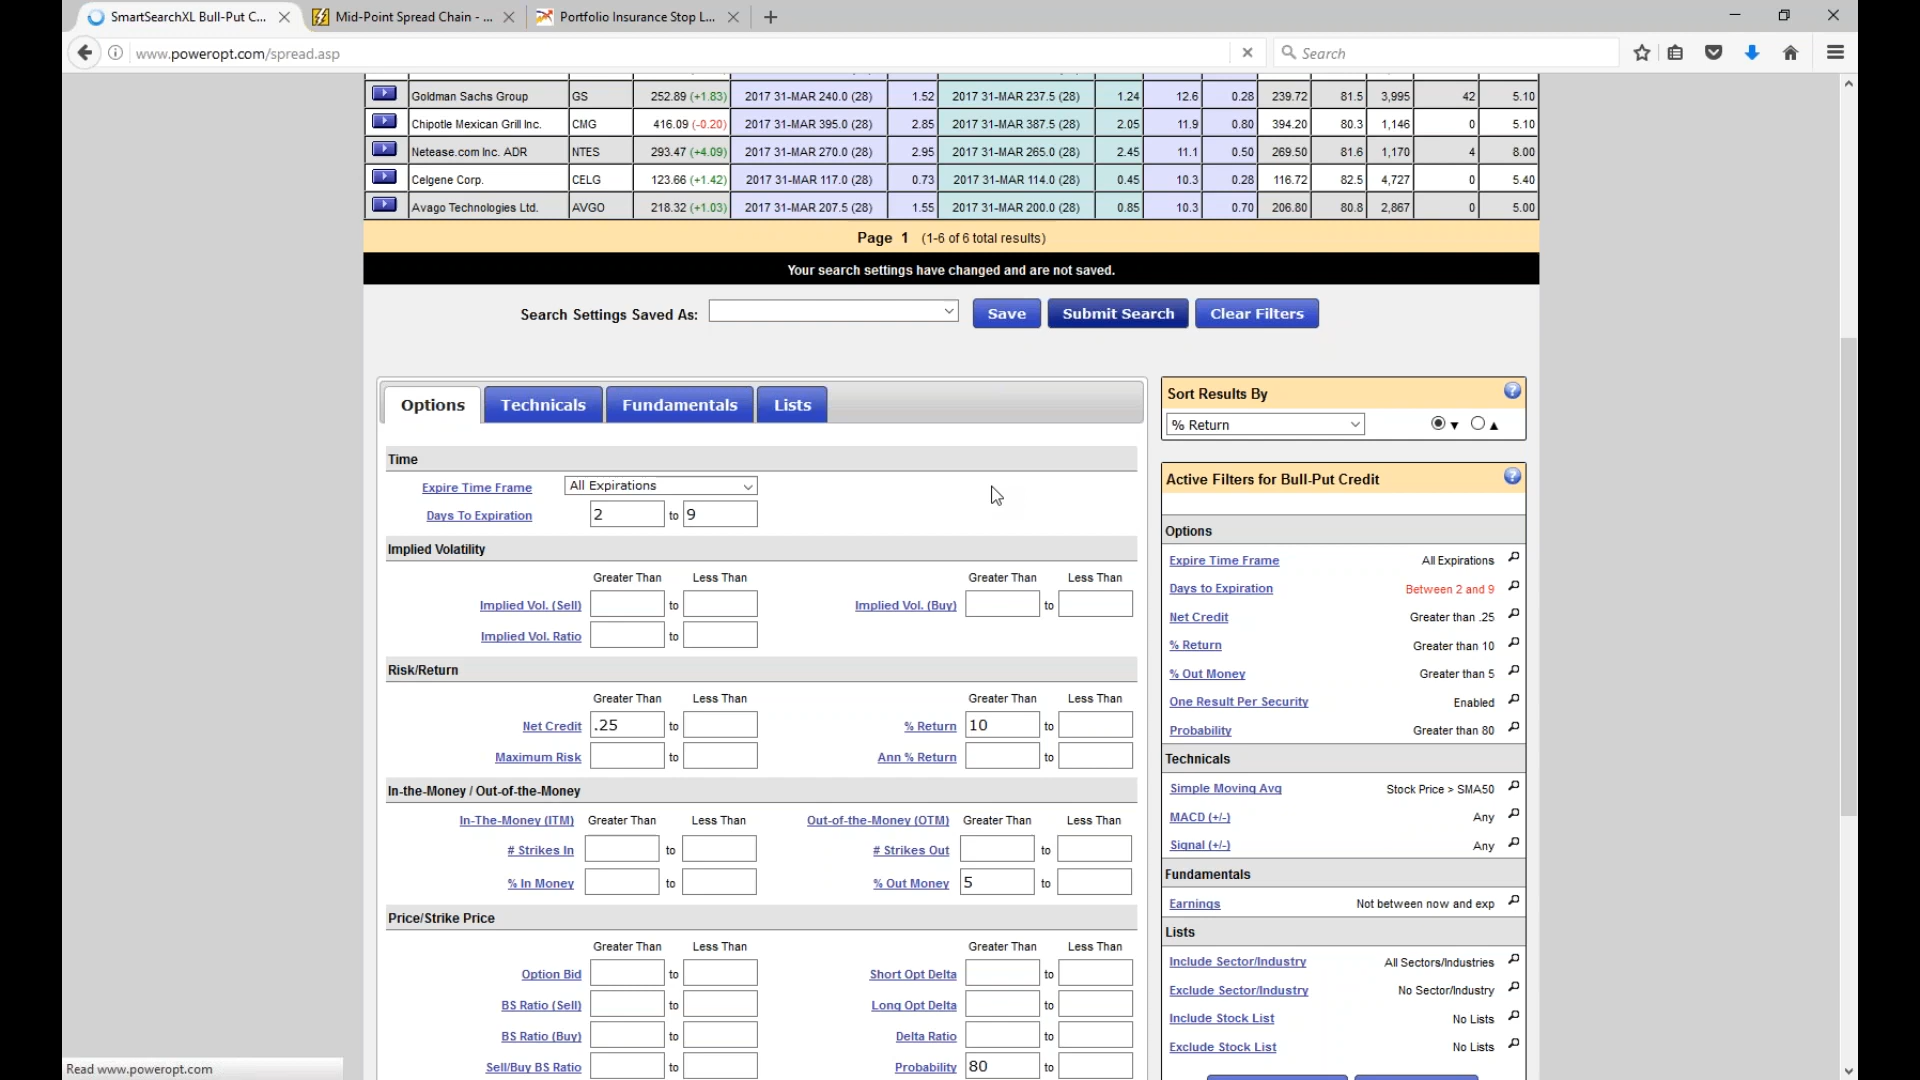 SmartSearchXL Bull-Put C...
Mid-Point Spread Chain - ...
Portfolio Insurance Stop L...
www.poweropt.com/spread.asp
Search
Goldman Sachs Group GS 252.89 (+1.83) 2017 31-MAR 240.0 (28) 1.52 2017 31-MAR 237.5 (28) 1.24 12.6 0.28 239.72 81.5 3,995 42 5.10
Chipotle Mexican Grill Inc. CMG 416.09 (-0.20) 2017 31-MAR 395.0 (28) 2.85 2017 31-MAR 387.5 (28) 2.05 11.9 0.80 394.20 80.3 1,146 0 5.10
Netease.com Inc. ADR NTES 293.47 (+4.09) 2017 31-MAR 270.0 (28) 2.95 2017 31-MAR 265.0 (28) 2.45 11.1 0.50 269.50 81.6 1,170 4 8.00
Celgene Corp. CELG 123.66 (+1.42) 2017 31-MAR 117.0 (28) 0.73 2017 31-MAR 114.0 (28) 0.45 10.3 0.28 116.72 82.5 4,727 0 5.40
Avago Technologies Ltd. AVGO 218.32 (+1.03) 2017 31-MAR 207.5 (28) 1.55 2017 31-MAR 200.0 (28) 0.85 10.3 0.70 206.80 80.8 2,867 0 5.00
Page 1 (1-6 of 6 total results)
Your search settings have changed and are not saved.
Search Settings Saved As: Save Submit Search Clear Filters
Options Technicals Fundamentals Lists
Time
Expire Time Frame All Expirations
Days To Expiration 2 to 9
Implied Volatility
Greater Than Less Than Greater Than Less Than
Implied Vol. (Sell) to Implied Vol. (Buy) to
Implied Vol. Ratio to
Risk/Return
Greater Than Less Than Greater Than Less Than
Net Credit .25 to % Return 10 to
Maximum Risk to Ann % Return to
In-the-Money / Out-of-the-Money
In-The-Money (ITM) Greater Than Less Than Out-of-the-Money (OTM) Greater Than Less Than
# Strikes In to # Strikes Out to
% In Money to % Out Money 5 to
Price/Strike Price
Greater Than Less Than Greater Than Less Than
Option Bid to Short Opt Delta to
BS Ratio (Sell) to Long Opt Delta to
BS Ratio (Buy) to Delta Ratio to
Sell/Buy BS Ratio to Probability 80 to
Sort Results By
% Return
Active Filters for Bull-Put Credit
Options
Expire Time Frame All Expirations
Days to Expiration Between 2 and 9
Net Credit Greater than .25
% Return Greater than 10
% Out Money Greater than 5
One Result Per Security Enabled
Probability Greater than 80
Technicals
Simple Moving Avg Stock Price > SMA50
MACD (+/-) Any
Signal (+/-) Any
Fundamentals
Earnings Not between now and exp
Lists
Include Sector/Industry All Sectors/Industries
Exclude Sector/Industry No Sector/Industry
Include Stock List No Lists
Exclude Stock List No Lists
Read www.poweropt.com